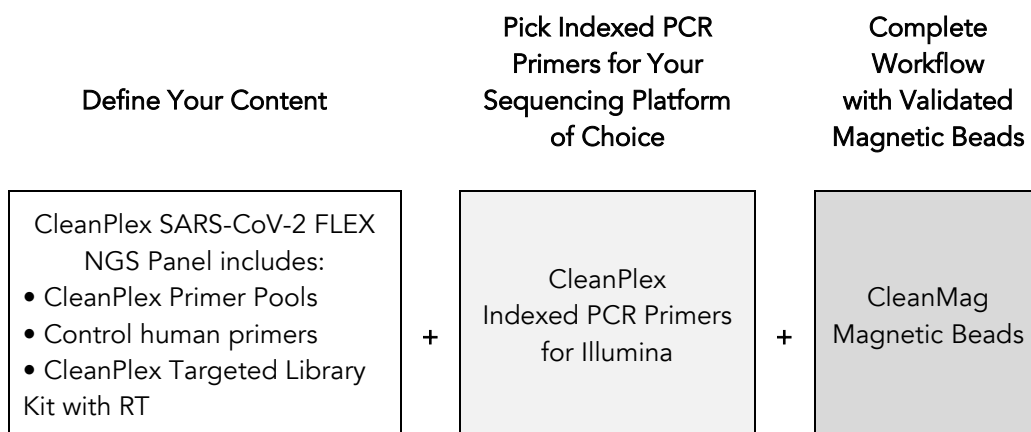 Define Your Content
Pick Indexed PCR
Primers for Your
Sequencing Platform
of Choice
Complete
Workflow
with Validated
Magnetic Beads
CleanPlex SARS-CoV-2 FLEX
NGS Panel includes:
• CleanPlex Primer Pools
• Control human primers
• CleanPlex Targeted Library
Kit with RT
+
CleanPlex
Indexed PCR Primers
for Illumina
+
CleanMag
Magnetic Beads